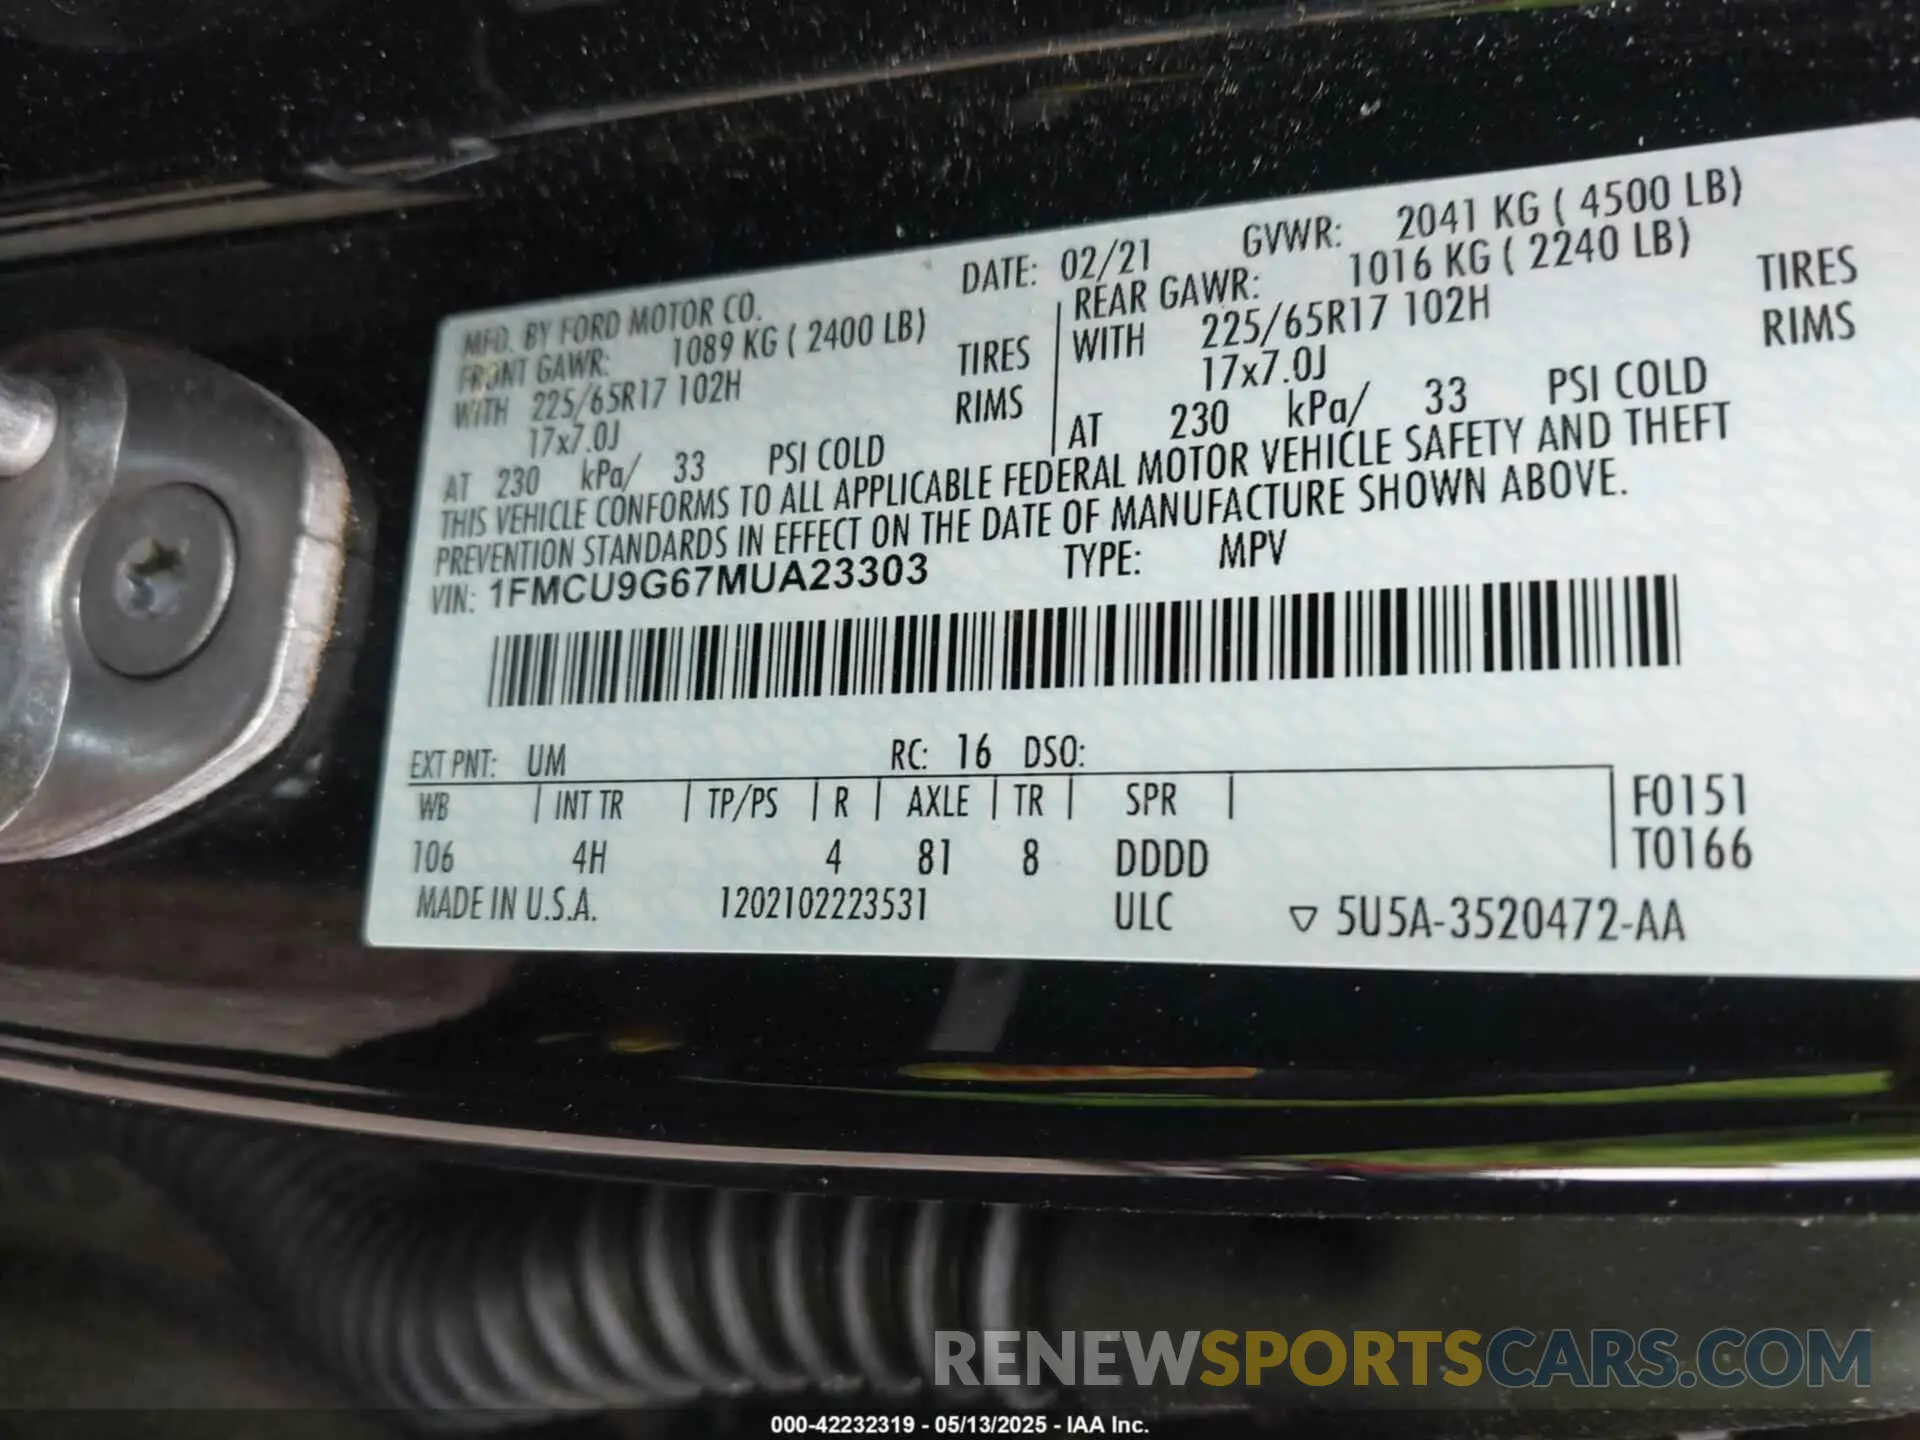 MFD. BY FORD MOTOR CO.
DATE: 02/21 GVWR: 2041 KG ( 4500 LB)
FRONT GAWR: 1089 KG ( 2400 LB)
REAR GAWR: 1016 KG ( 2240 LB)
WITH 225/65R17 102H TIRES
WITH 225/65R17 102H TIRES
17x7.0J RIMS
17x7.0J RIMS
AT 230 kPa/ 33 PSI COLD
AT 230 kPa/ 33 PSI COLD
THIS VEHICLE CONFORMS TO ALL APPLICABLE FEDERAL MOTOR VEHICLE SAFETY AND THEFT
PREVENTION STANDARDS IN EFFECT ON THE DATE OF MANUFACTURE SHOWN ABOVE.
VIN: 1FMCU9G67MUA23303 TYPE: MPV
EXT PNT: UM RC: 16 DSO:
WB | INT TR | TP/PS | R | AXLE | TR | SPR | F0151
106 4H 4 81 8 DDDD T0166
MADE IN U.S.A. 1202102223531 ULC ▽ 5U5A-3520472-AA
RENEWSPORTSCARS.COM
000-42232319 - 05/13/2025 - IAA Inc.